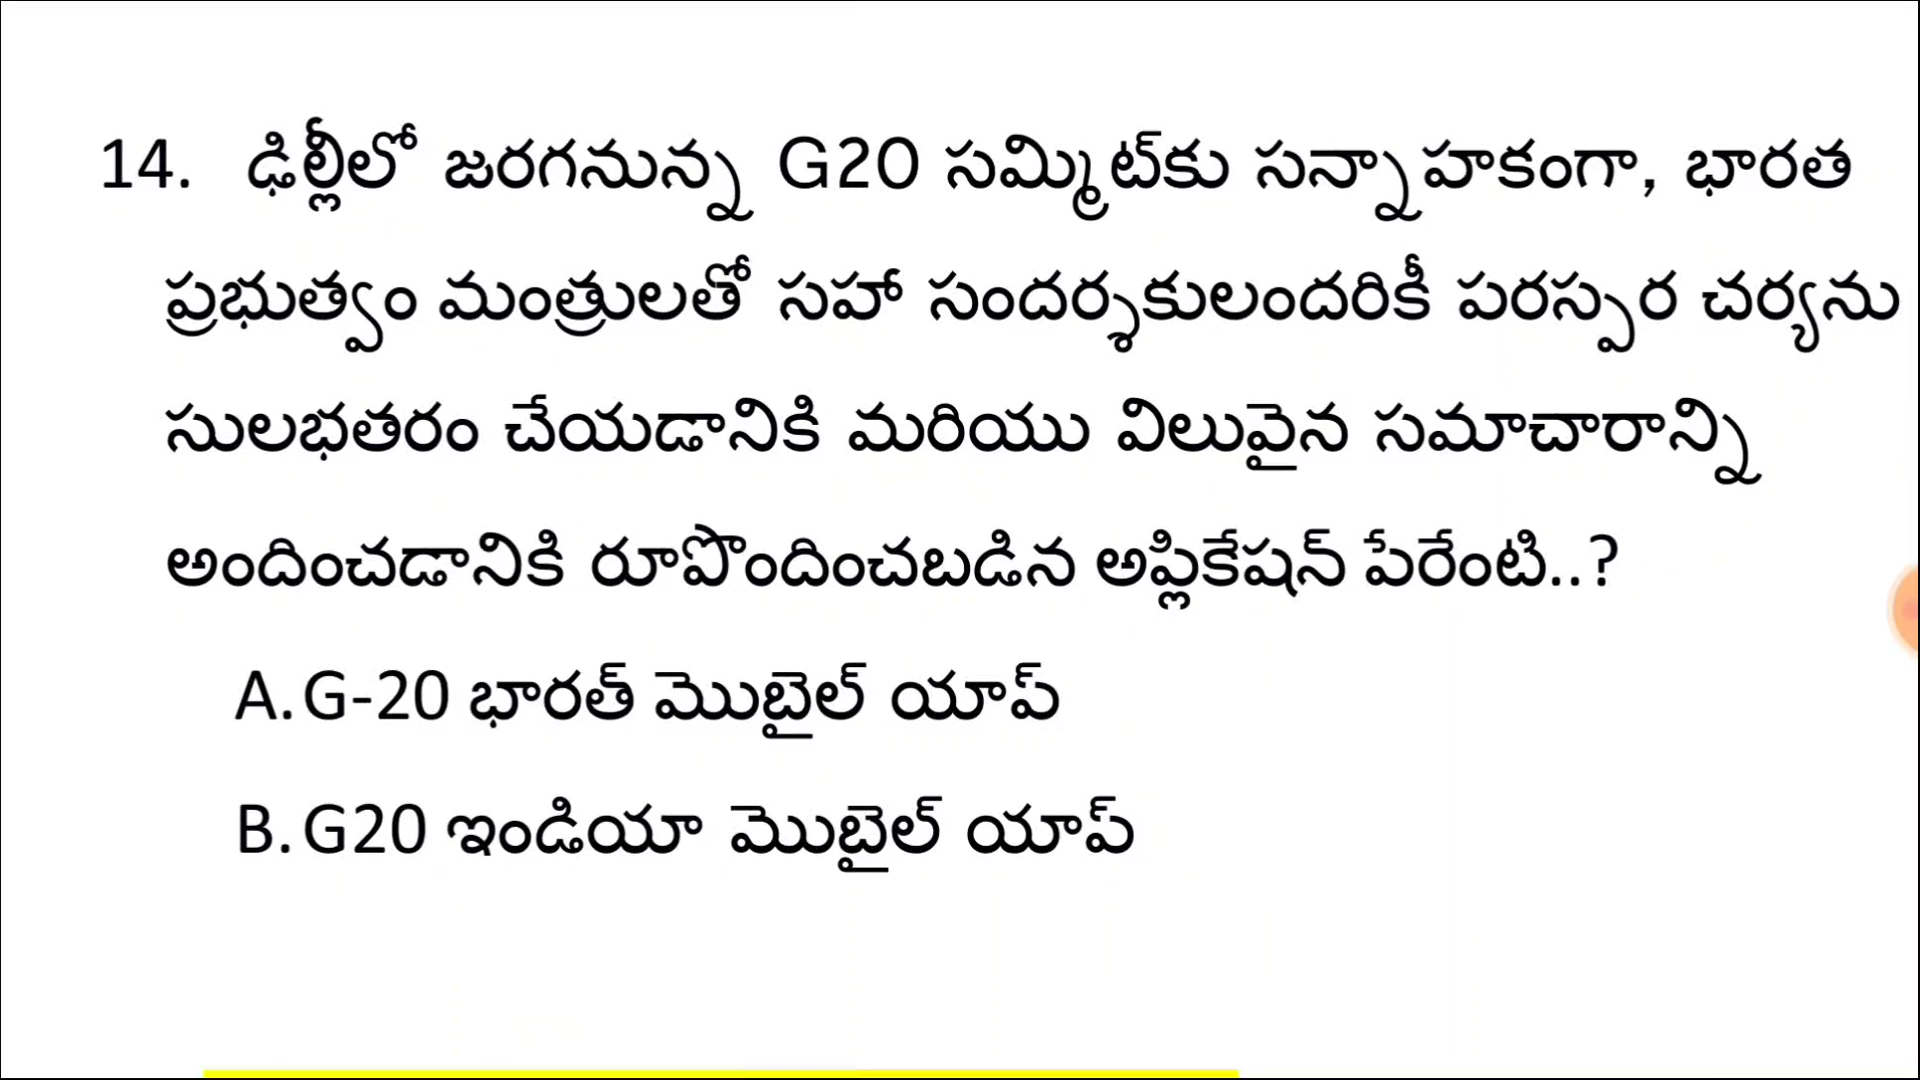 14. ఢిల్లీలో జరగనున్న G20 సమ్మిట్‌కు సన్నాహకంగా, భారత
ప్రభుత్వం మంత్రులతో సహా సందర్శకులందరికీ పరస్పర చర్యను
సులభతరం చేయడానికి మరియు విలువైన సమాచారాన్ని
అందించడానికి రూపొందించబడిన అప్లికేషన్ పేరేంటి..?
A. G-20 భారత్ మొబైల్ యాప్
B. G20 ఇండియా మొబైల్ యాప్